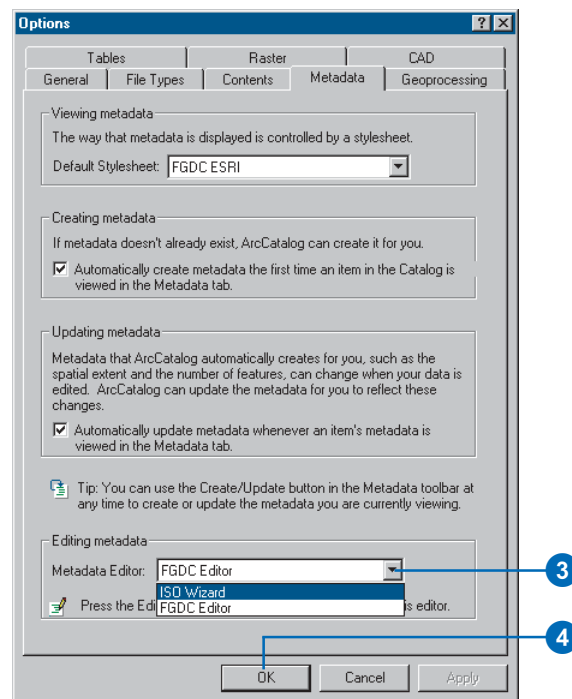 Options
Tables Raster CAD
General File Types Contents Metadata Geoprocessing
Viewing metadata
The way that metadata is displayed is controlled by a stylesheet.
Default Stylesheet: FGDC ESRI
Creating metadata
If metadata doesn't already exist, ArcCatalog can create it for you.
Automatically create metadata the first time an item in the Catalog is
viewed in the Metadata tab.
Updating metadata
Metadata that ArcCatalog automatically creates for you, such as the
spatial extent and the number of features, can change when your data is
edited. ArcCatalog can update the metadata for you to reflect these
changes.
Automatically update metadata whenever an item's metadata is
viewed in the Metadata tab.
Tip: You can use the Create/Update button in the Metadata toolbar at
any time to create or update the metadata you are currently viewing.
Editing metadata
Metadata Editor: FGDC Editor 3
ISO Wizard
Press the Edi FGDC Editor is editor.
4
OK Cancel Apply